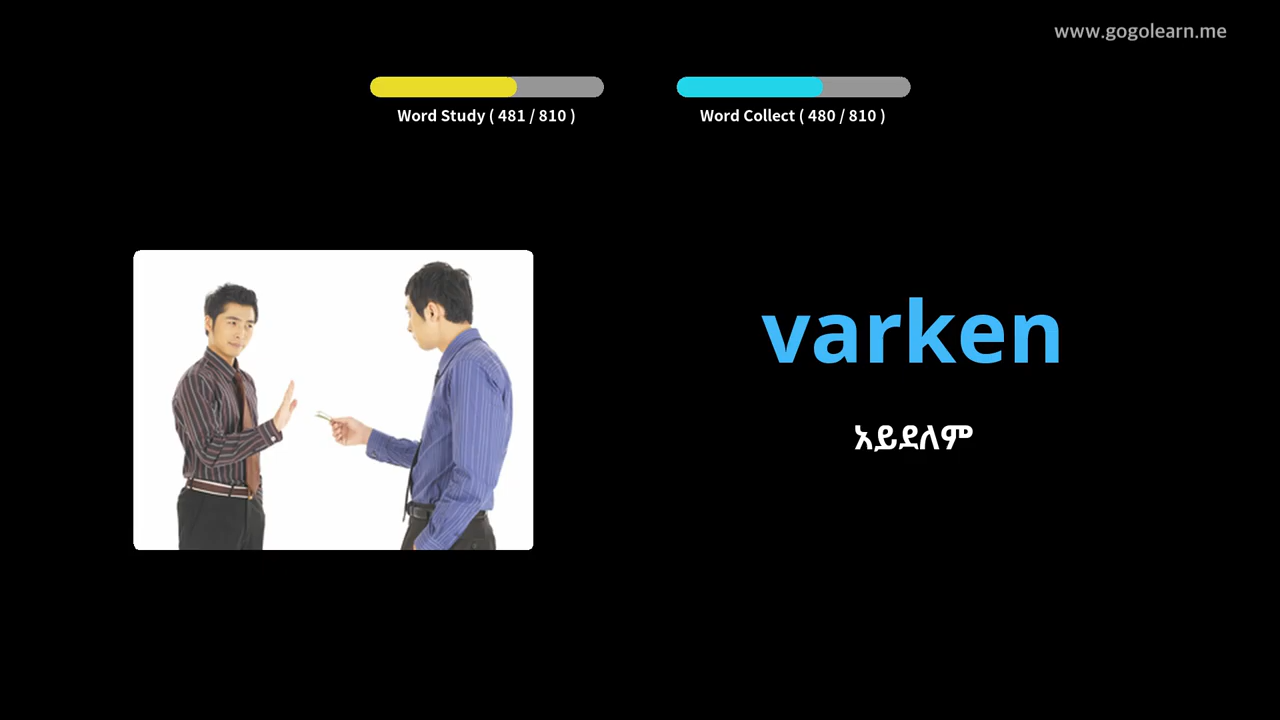 www.gogolearn.me
Word Study ( 481 / 810 )
Word Collect ( 480 / 810 )
varken
አይደለም